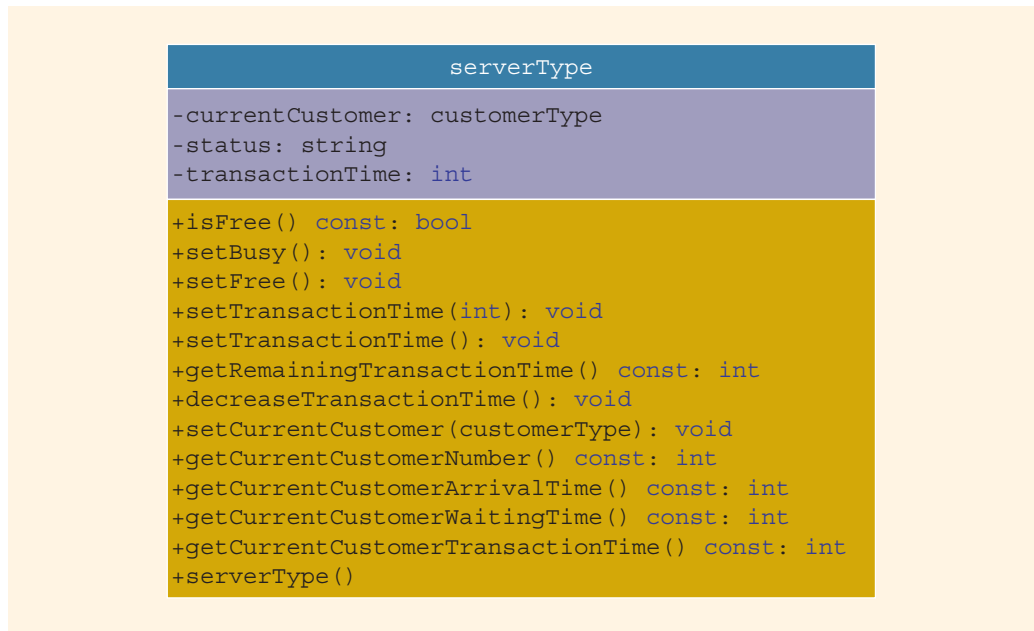 serverType
-currentCustomer: customerType
-status: string
-transactionTime: int
+isFree() const: bool
+setBusy(): void
+setFree(): void
+setTransactionTime(int): void
+setTransactionTime(): void
+getRemainingTransactionTime() const: int
+decreaseTransactionTime(): void
+setCurrentCustomer(customerType): void
+getCurrentCustomerNumber() const: int
+getCurrentCustomerArrivalTime() const: int
+getCurrentCustomerWaitingTime() const: int
+getCurrentCustomerTransactionTime() const: int
+serverType()